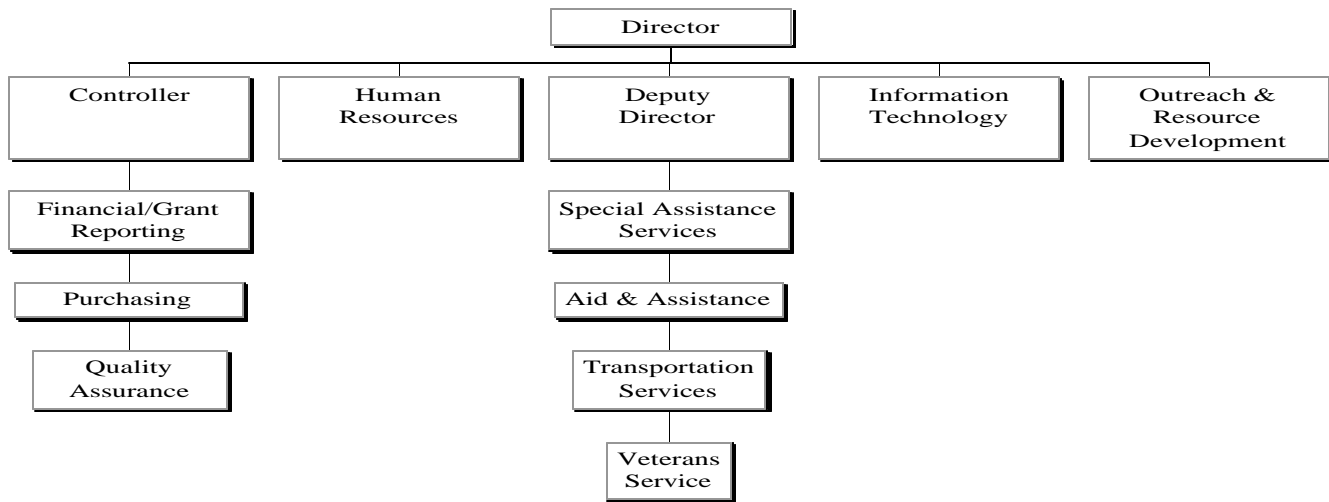 Director
Controller
Human
Resources
Deputy
Director
Information
Technology
Outreach &
Resource
Development
Financial/Grant
Reporting
Special Assistance
Services
Purchasing
Aid & Assistance
Quality
Assurance
Transportation
Services
Veterans
Service